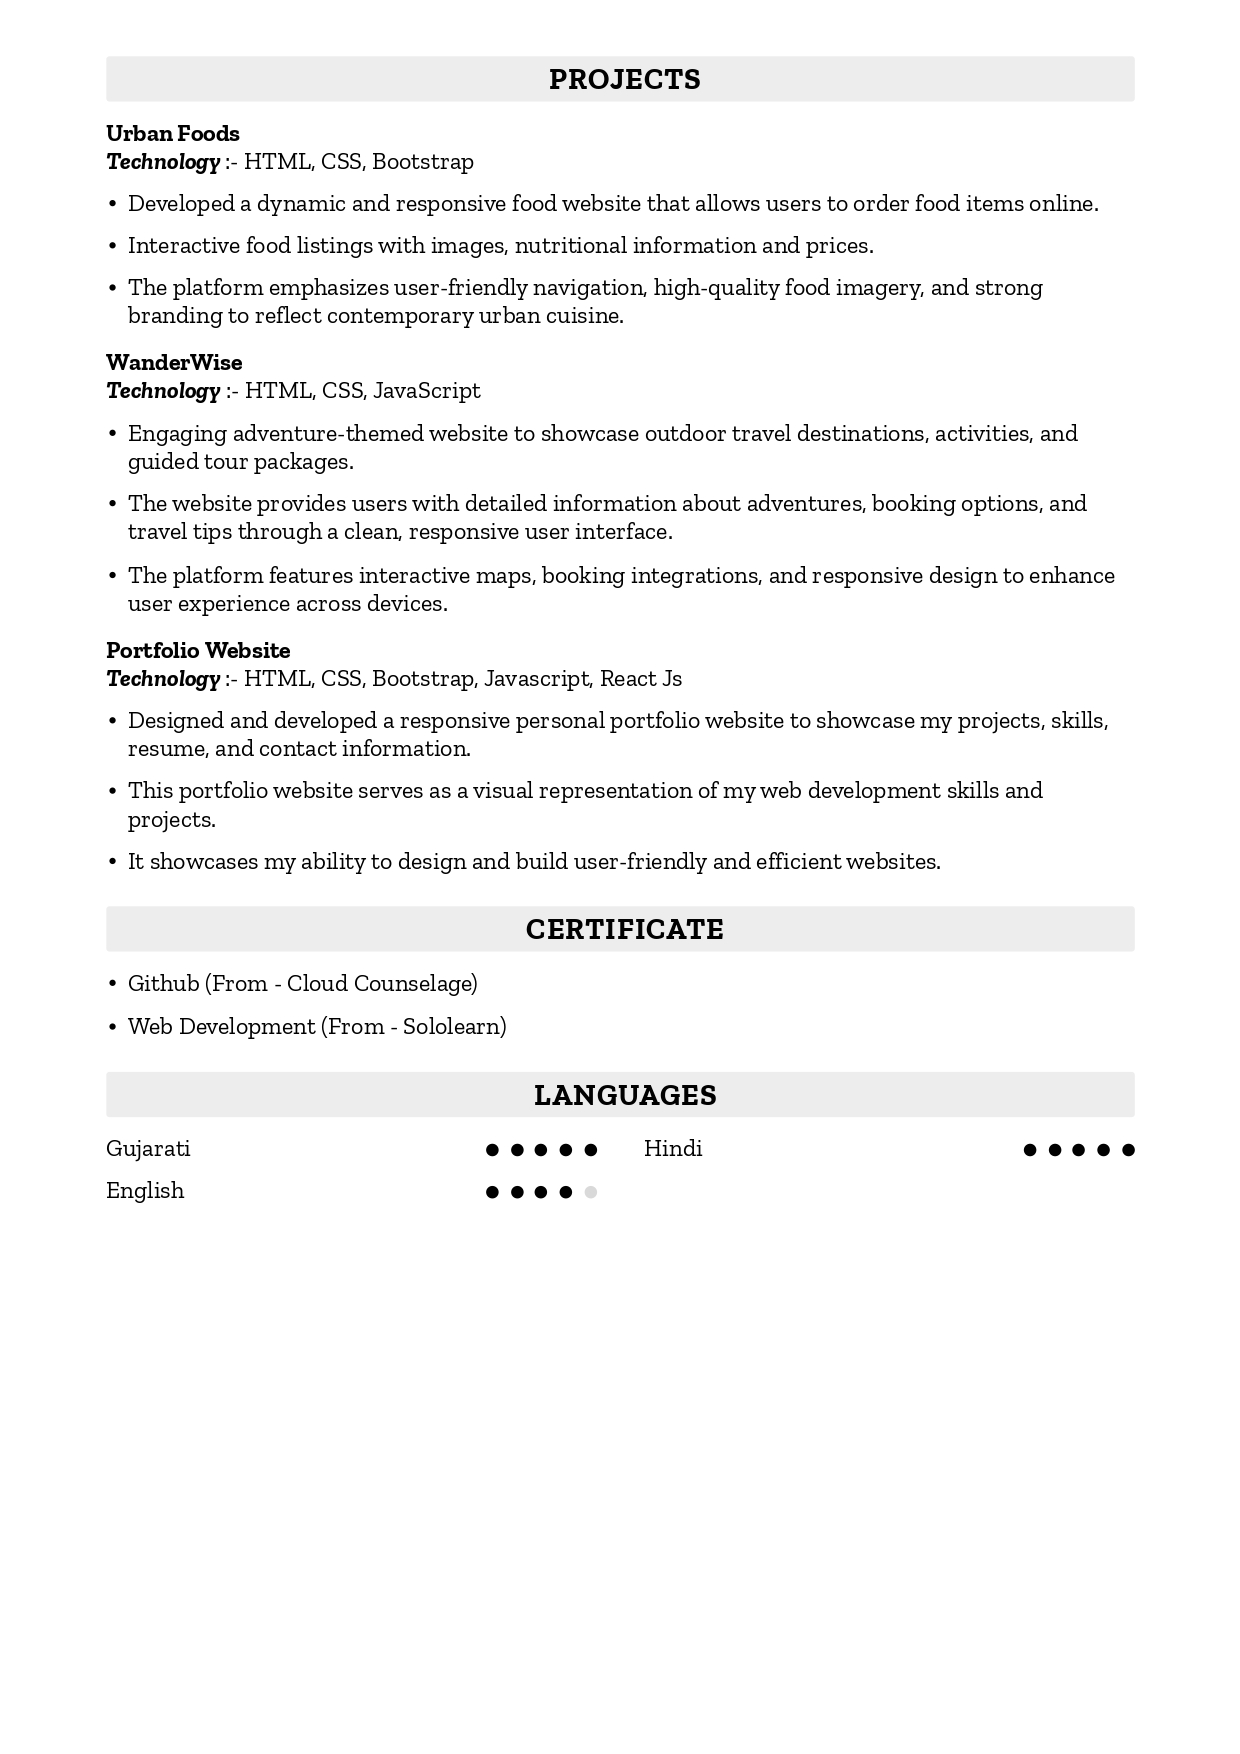 PROJECTS
Urban Foods
Technology :- HTML, CSS, Bootstrap
• Developed a dynamic and responsive food website that allows users to order food items online.
• Interactive food listings with images, nutritional information and prices.
• The platform emphasizes user-friendly navigation, high-quality food imagery, and strong
branding to reflect contemporary urban cuisine.
WanderWise
Technology :- HTML, CSS, JavaScript
• Engaging adventure-themed website to showcase outdoor travel destinations, activities, and
guided tour packages.
• The website provides users with detailed information about adventures, booking options, and
travel tips through a clean, responsive user interface.
• The platform features interactive maps, booking integrations, and responsive design to enhance
user experience across devices.
Portfolio Website
Technology :- HTML, CSS, Bootstrap, Javascript, React Js
• Designed and developed a responsive personal portfolio website to showcase my projects, skills,
resume, and contact information.
• This portfolio website serves as a visual representation of my web development skills and
projects.
• It showcases my ability to design and build user-friendly and efficient websites.
CERTIFICATE
• Github (From - Cloud Counselage)
• Web Development (From - Sololearn)
LANGUAGES
Gujarati
Hindi
English